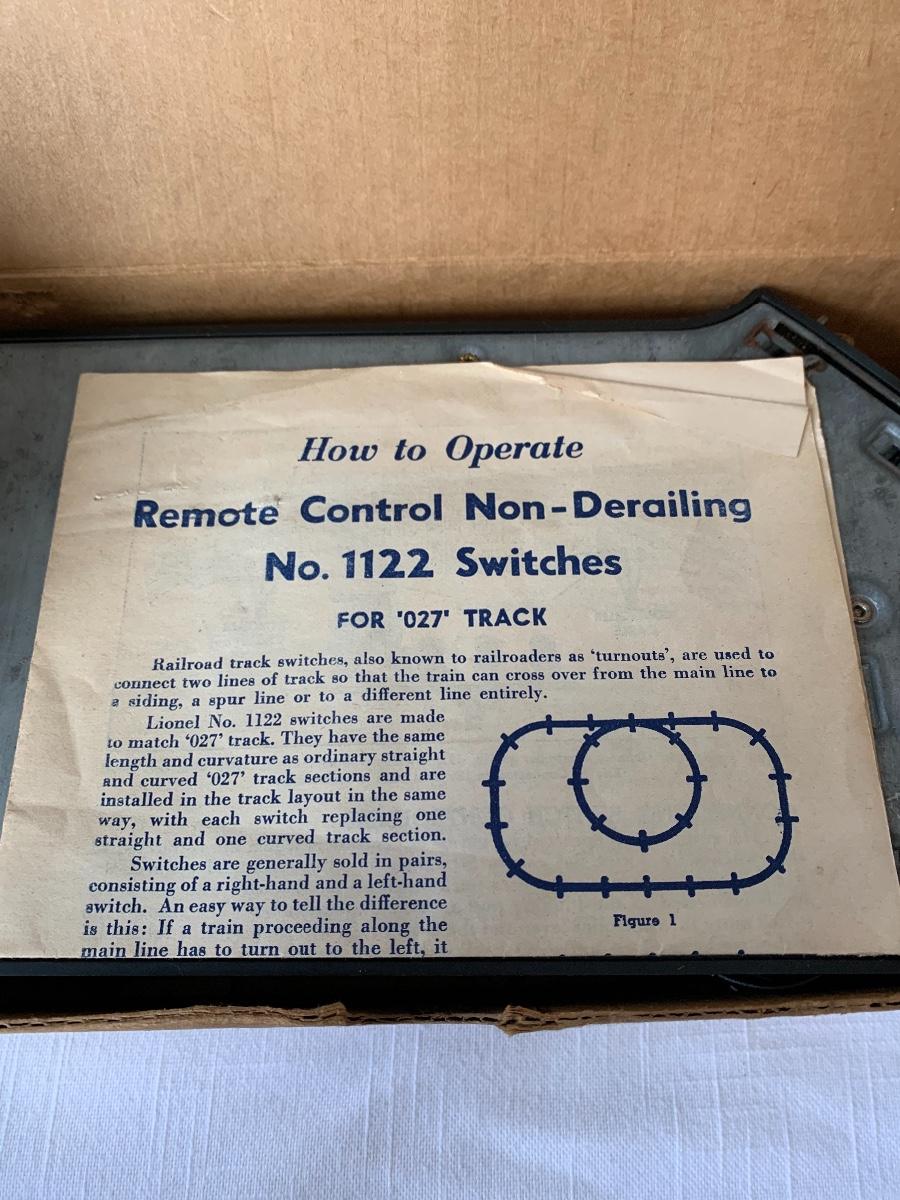 How to Operate
Remote Control Non-Derailing
No. 1122 Switches
FOR '027' TRACK
Railroad track switches, also known to railroaders as 'turnouts', are used to
connect two lines of track so that the train can cross over from the main line to
a siding, a spur line or to a different line entirely.
Lionel No. 1122 switches are made
to match '027' track. They have the same
length and curvature as ordinary straight
and curved '027' track sections and are
installed in the track layout in the same
way, with each switch replacing one
straight and one curved track section.
Switches are generally sold in pairs,
consisting of a right-hand and a left-hand
switch. An easy way to tell the difference
is this: If a train proceeding along the
main line has to turn out to the left, it
Figure 1